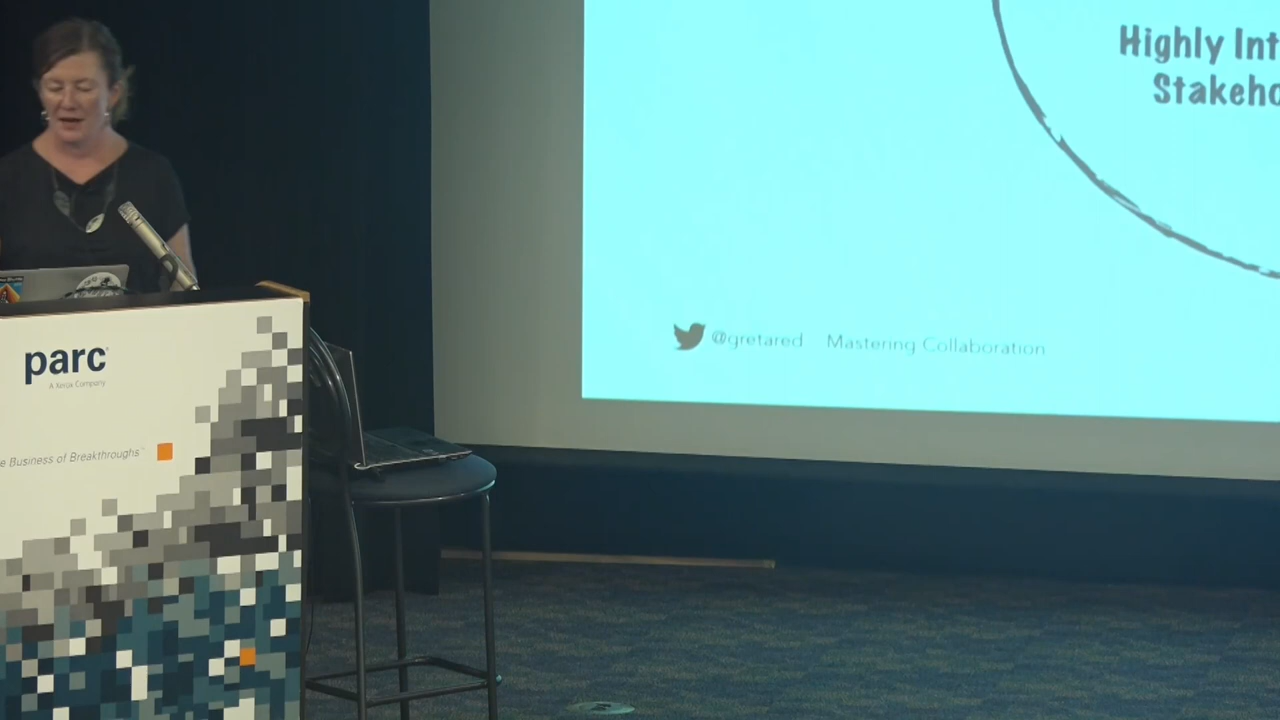 Highly Int
Stakeho
@gretared Mastering Collaboration
parc
A Xerox Company
e Business of Breakthroughs